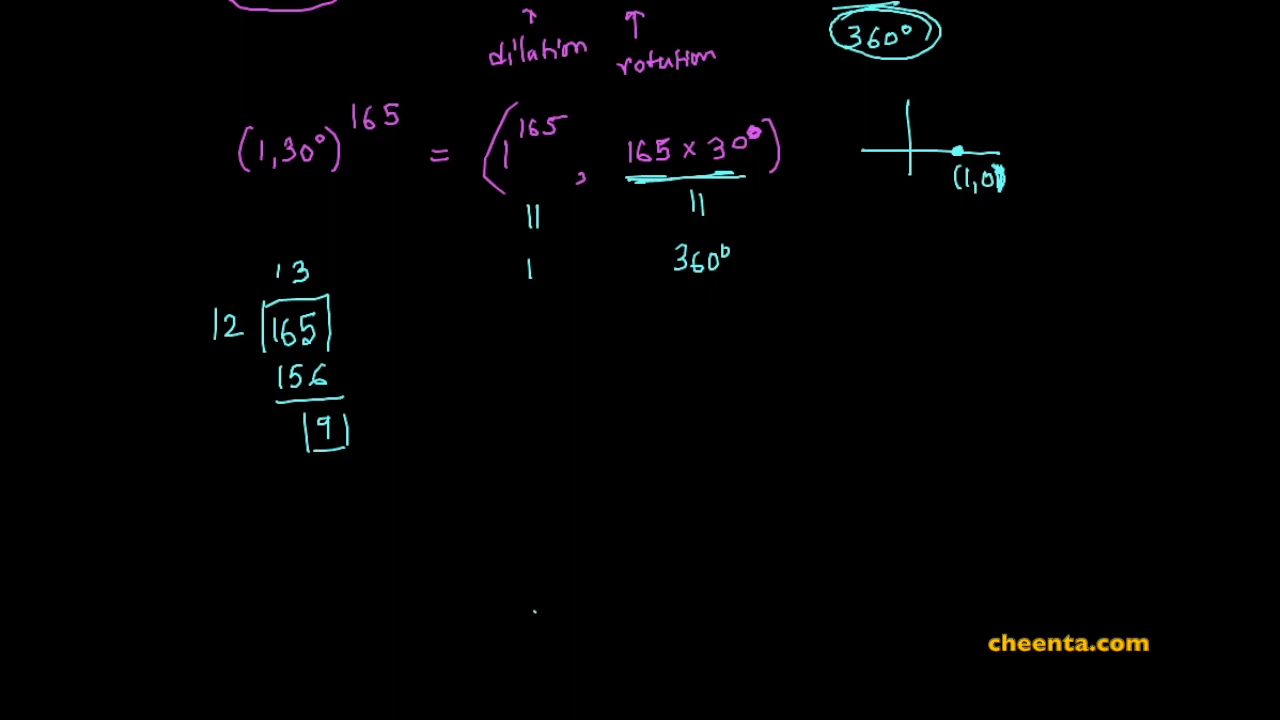 dilation
rotation
360°
(1,30°)^165 = (1^165, 165 × 30°)
(1,0)
||
||
1
360°
13
12 165
156
9
cheenta.com